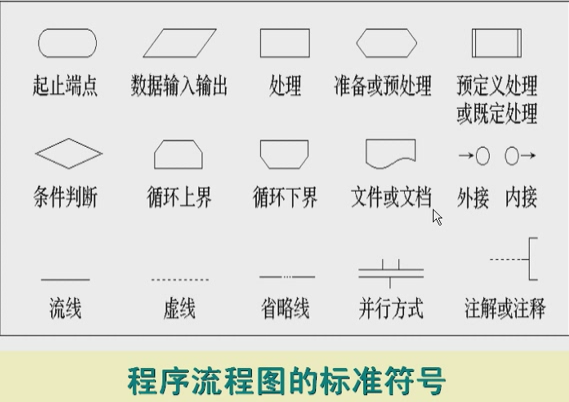 起止端点 数据输入输出 处理 准备或预处理 预定义处理
或既定处理
条件判断 循环上界 循环下界 文件或文档 外接 内接
流线 虚线 省略线 并行方式 注解或注释
程序流程图的标准符号